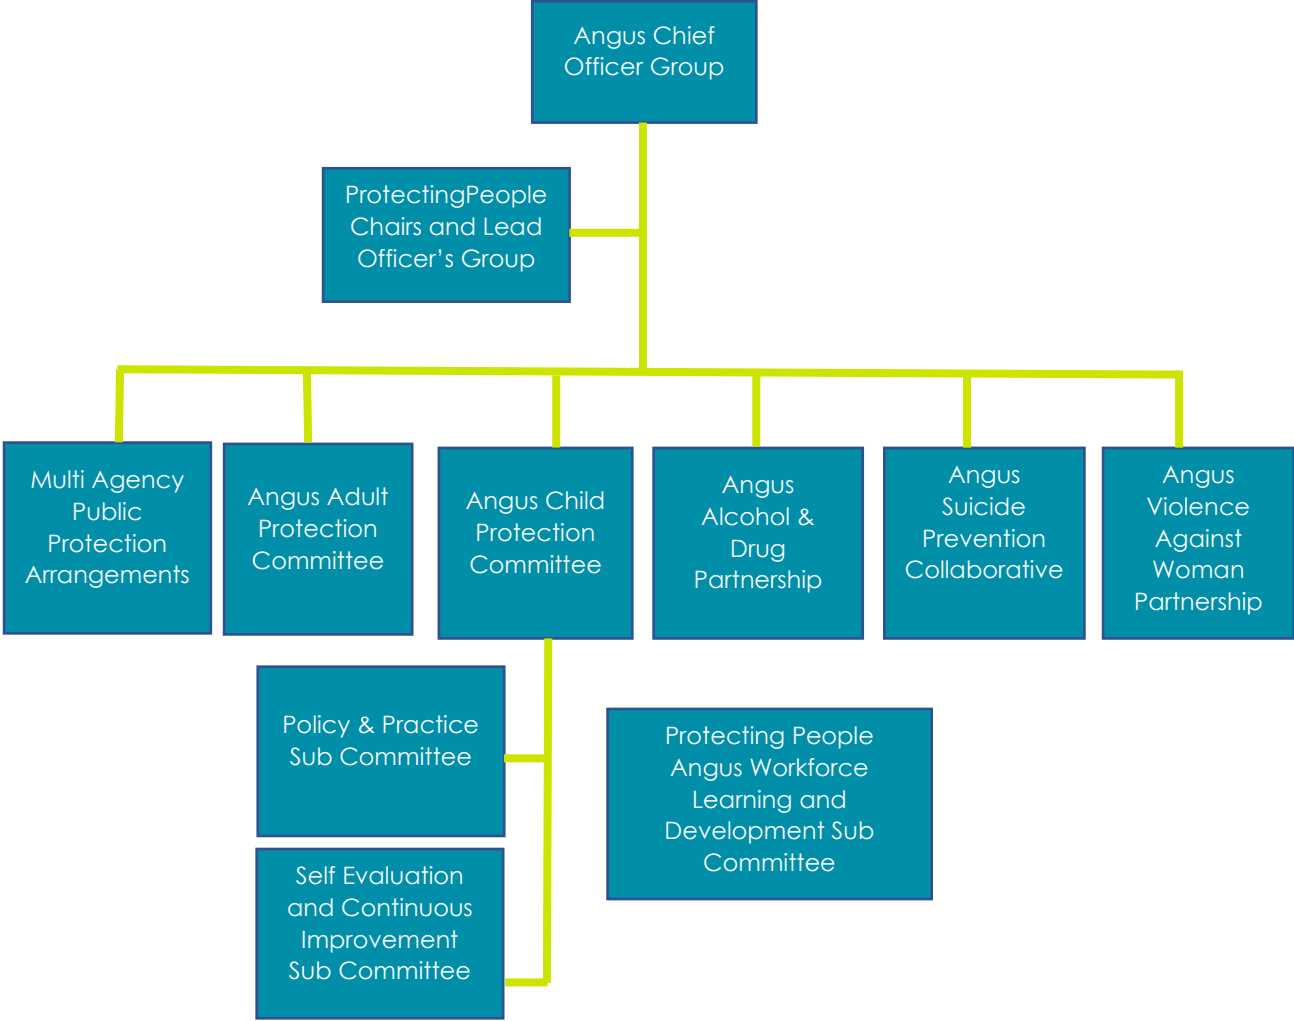 Angus Chief
Officer Group
ProtectingPeople
Chairs and Lead
Officer’s Group
Multi Agency
Public
Protection
Arrangements
Angus Adult
Protection
Committee
Angus Child
Protection
Committee
Angus
Alcohol &
Drug
Partnership
Angus
Suicide
Prevention
Collaborative
Angus
Violence
Against
Woman
Partnership
Policy & Practice
Sub Committee
Protecting People
Angus Workforce
Learning and
Development Sub
Committee
Self Evaluation
and Continuous
Improvement
Sub Committee